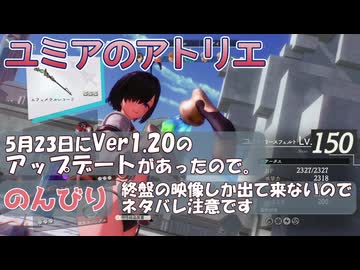 ユミアのアトリエ
Lv.150
2327/2327
2318
5月23日にVer1.20の
アップデートがあったので。
のんびり
終盤の映像しか出て来ないので
ネタバレ注意です